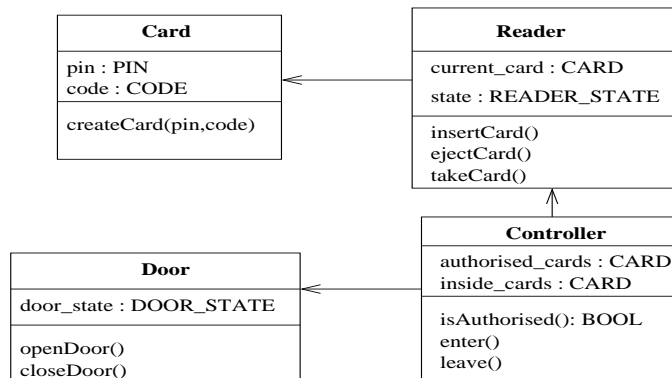 Card
pin : PIN
code : CODE
createCard(pin,code)
Reader
current_card : CARD
state : READER_STATE
insertCard()
ejectCard()
takeCard()
Door
door_state : DOOR_STATE
openDoor()
closeDoor()
Controller
authorised_cards : CARD
inside_cards : CARD
isAuthorised(): BOOL
enter()
leave()